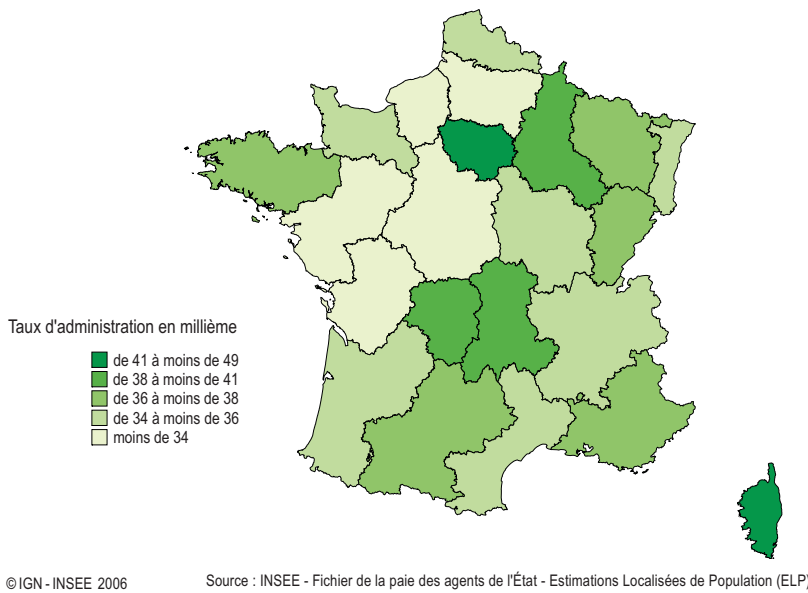 Taux d'administration en millième
de 41 à moins de 49
de 38 à moins de 41
de 36 à moins de 38
de 34 à moins de 36
moins de 34
© IGN - INSEE 2006
Source : INSEE - Fichier de la paie des agents de l'État - Estimations Localisées de Population (ELP)